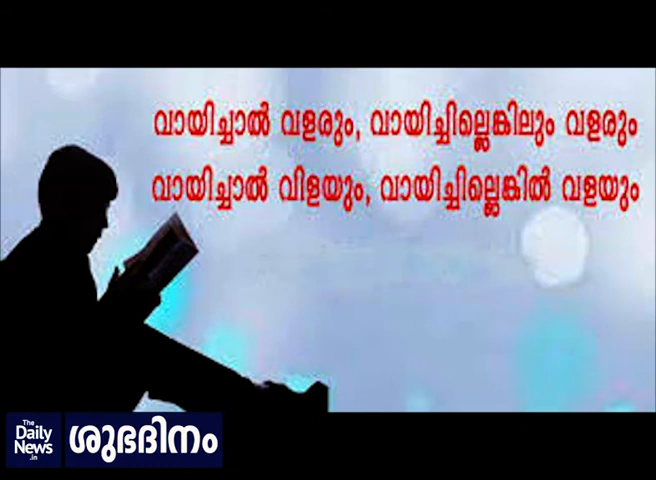 വായിച്ചാൽ വളരും, വായിച്ചില്ലെങ്കിലും വളരും
വായിച്ചാൽ വിളയും, വായിച്ചില്ലെങ്കിൽ വളയും
The
Daily
News
.in
ശുഭദിനം